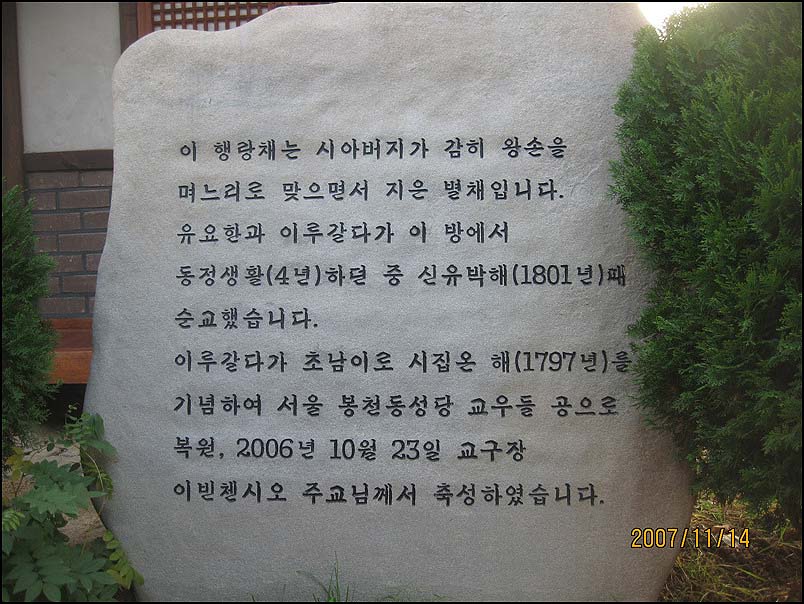 이 행랑채는 시아버지가 감히 왕손을
며느리로 맞으면서 지은 별채입니다.
유요한과 이루갈다가 이 방에서
동정생활(4년)하던 중 신유박해(1801년)때
순교했습니다.
이루갈다가 초남이로 시집온 해(1797년)를
기념하여 서울 봉천동성당 교우들 공으로
복원, 2006년 10월 23일 교구장
이빈첸시오 주교님께서 축성하였습니다.
2007/11/14